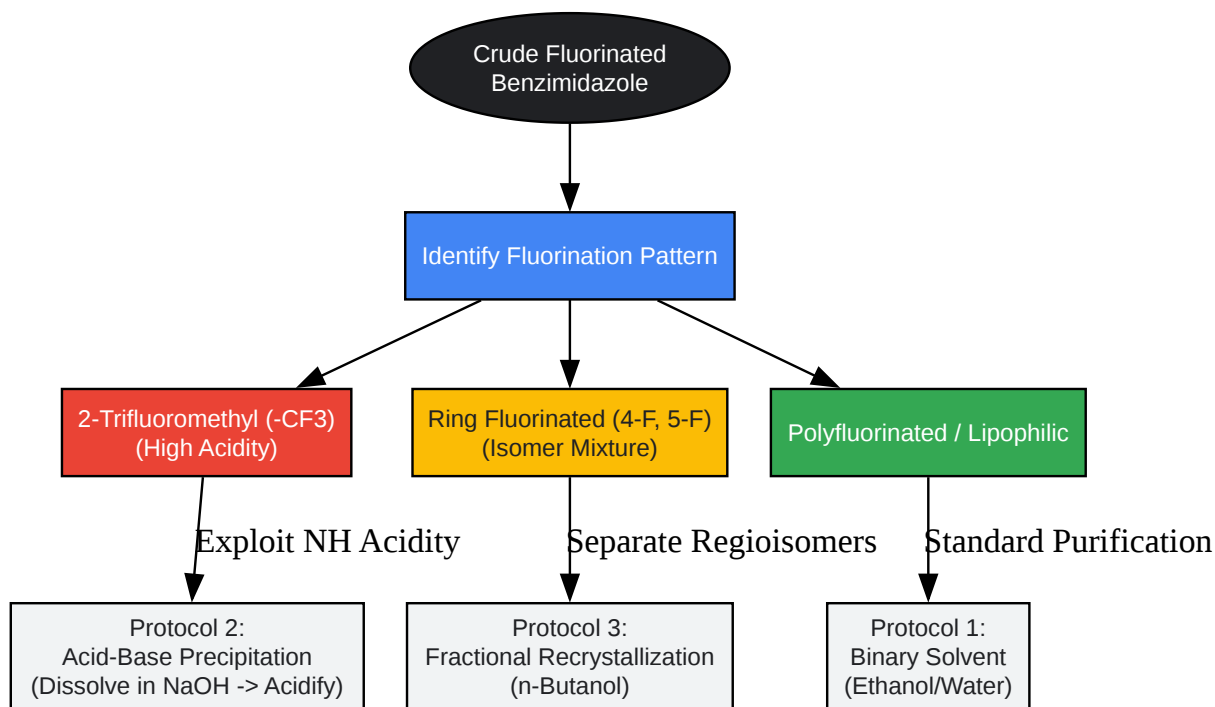 Crude Fluorinated
Benzimidazole
Identify Fluorination Pattern
2-Trifluoromethyl (-CF3)
(High Acidity)
Ring Fluorinated (4-F, 5-F)
(Isomer Mixture)
Polyfluorinated / Lipophilic
Exploit NH Acidity
Separate Regioisomers
Standard Purification
Protocol 2:
Acid-Base Precipitation
(Dissolve in NaOH -> Acidify)
Protocol 3:
Fractional Recrystallization
(n-Butanol)
Protocol 1:
Binary Solvent
(Ethanol/Water)